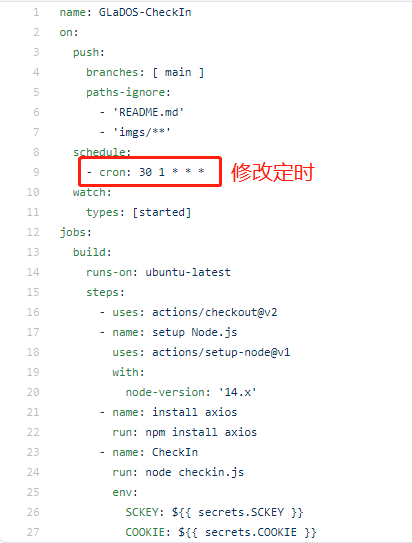 1 name: GLaDOS-CheckIn
2 on:
3   push:
4     branches: [ main ]
5     paths-ignore:
6       - 'README.md'
7       - 'imgs/**'
8   schedule:
9     - cron: 30 1 * * * 修改定时
10   watch:
11     types: [started]
12 jobs:
13   build:
14     runs-on: ubuntu-latest
15     steps:
16       - uses: actions/checkout@v2
17       - name: setup Node.js
18         uses: actions/setup-node@v1
19         with:
20           node-version: '14.x'
21       - name: install axios
22         run: npm install axios
23       - name: CheckIn
24         run: node checkin.js
25         env:
26           SCKEY: ${{ secrets.SCKEY }}
27           COOKIE: ${{ secrets.COOKIE }}